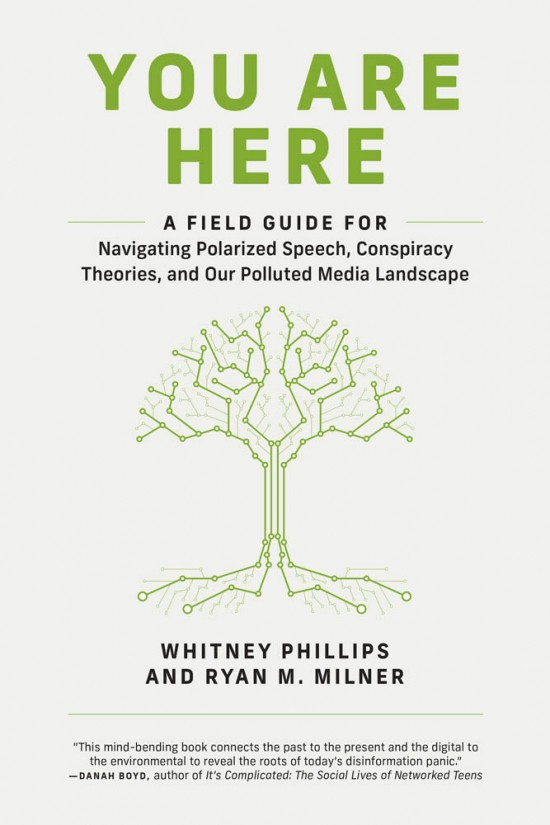 YOU ARE
HERE
A FIELD GUIDE FOR
Navigating Polarized Speech, Conspiracy
Theories, and Our Polluted Media Landscape
WHITNEY PHILLIPS
AND RYAN M. MILNER
“This mind-bending book connects the past to the present and the digital to
the environmental to reveal the roots of today's disinformation panic.”
—DANAH BOYD, author of It's Complicated: The Social Lives of Networked Teens